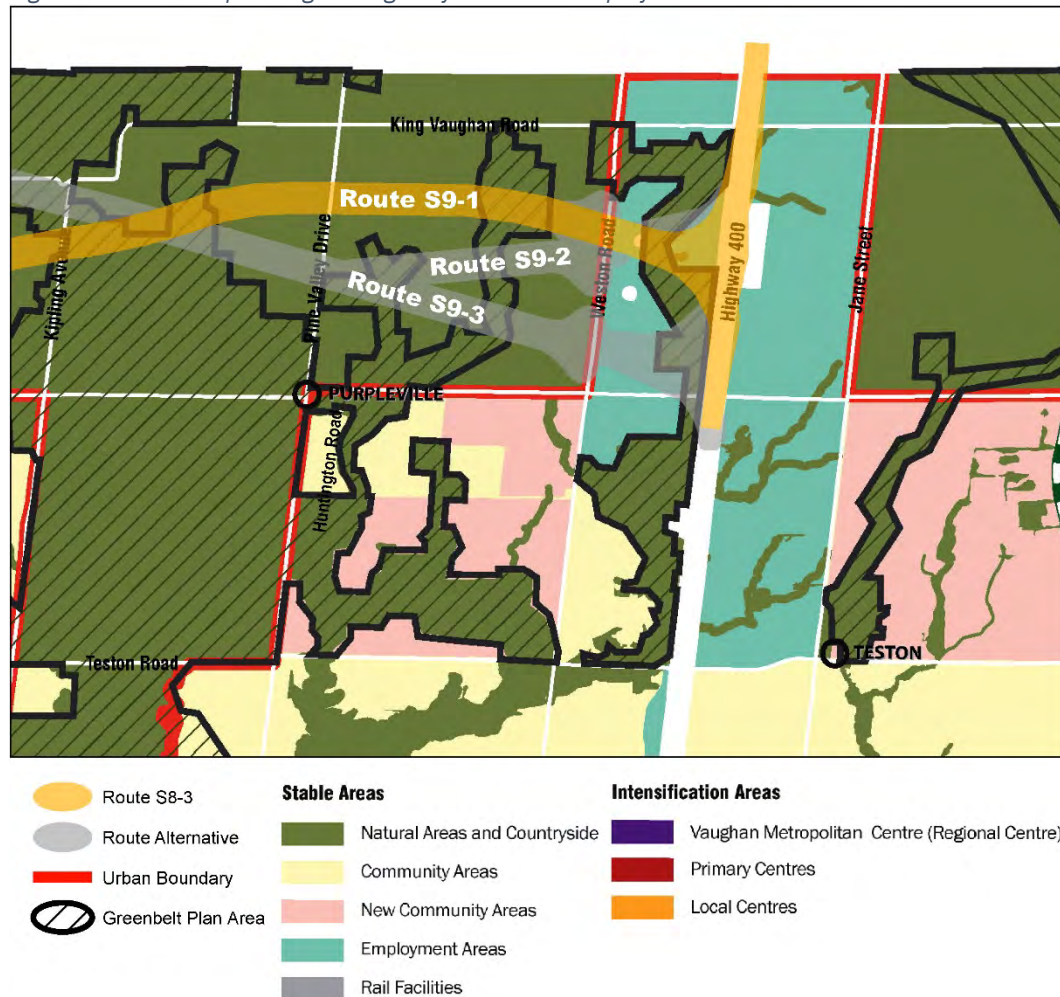 King Vaughan Road
Route S9-1
Route S9-2
Route S9-3
Kipling Avenue
Pine Valley Drive
Weston Road
Highway 400
Jane Street
PURPLEVILLE
Huntington Road
Teston Road
TESTON
Route S8-3
Route Alternative
Urban Boundary
Greenbelt Plan Area
Stable Areas
Natural Areas and Countryside
Community Areas
New Community Areas
Employment Areas
Rail Facilities
Intensification Areas
Vaughan Metropolitan Centre (Regional Centre)
Primary Centres
Local Centres